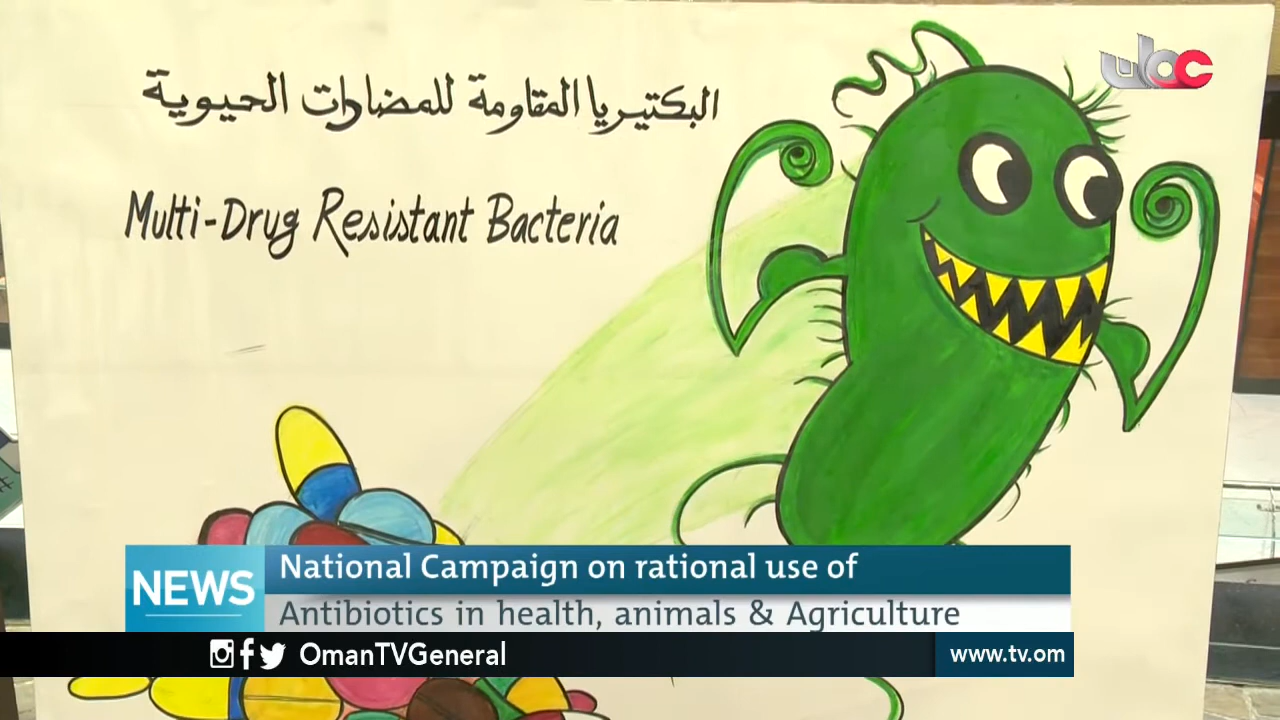 البكتيريا المقاومة للمضادات الحيوية
Multi-Drug Resistant Bacteria
NEWS
National Campaign on rational use of
Antibiotics in health, animals & Agriculture
OmanTVGeneral
www.tv.om